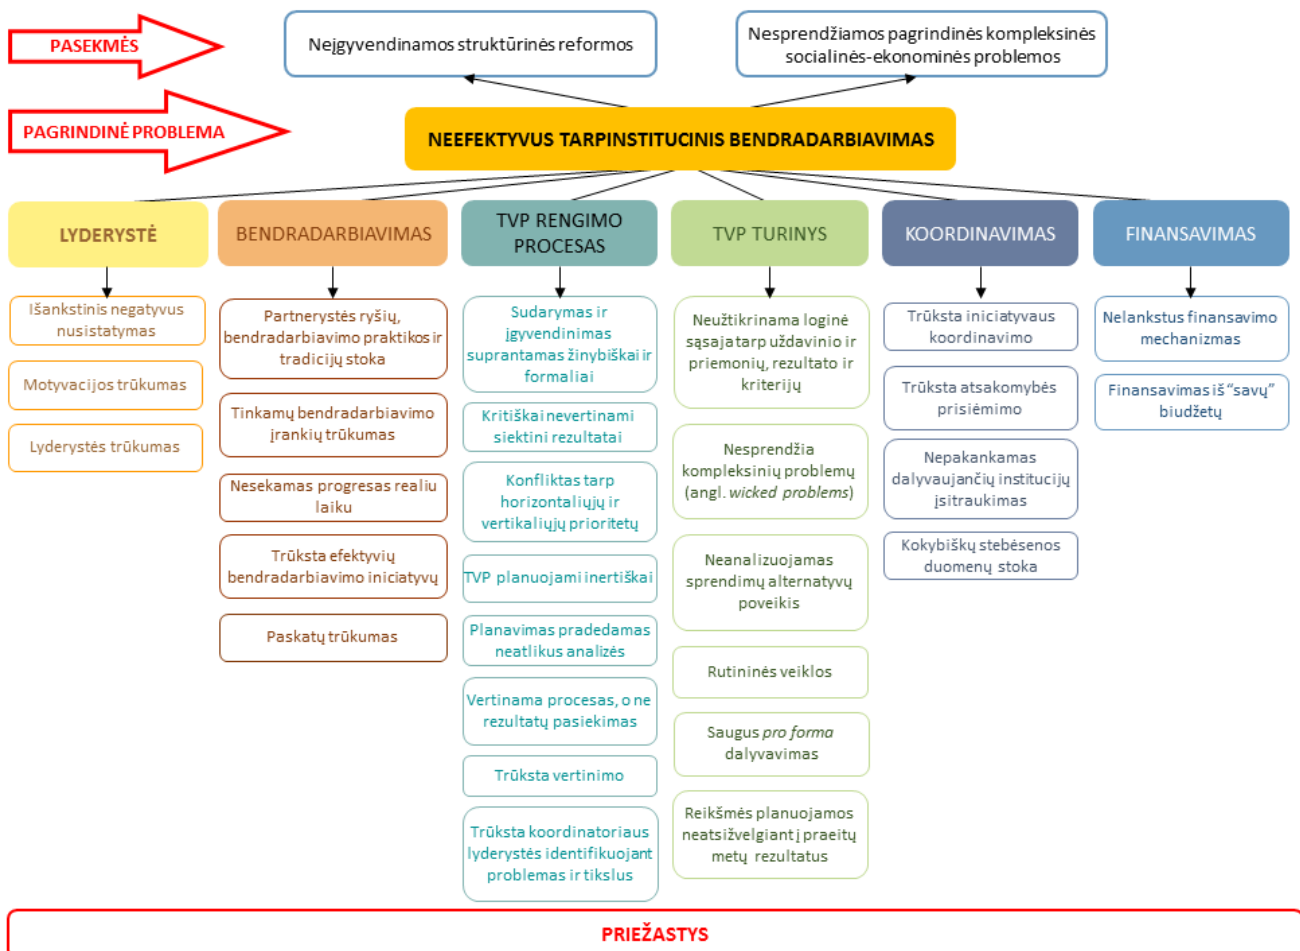 PASEKMĖS
Neįgyvendinamos struktūrinės reformos
Nesprendžiamos pagrindinės kompleksinės
socialinės-ekonominės problemos
PAGRINDINĖ PROBLEMA
NEEFEKTYVUS TARPINSTITUCINIS BENDRADARBIAVIMAS
LYDERYSTĖ
Išankstinis negatyvus
nusistatymas
Motyvacijos trūkumas
Lyderystės trūkumas
BENDRADARBIAVIMAS
Partnerystės ryšių,
bendradarbiavimo praktikos ir
tradicijų stoka
Tinkamų bendradarbiavimo
įrankių trūkumas
Nesekamas progresas realiu
laiku
Trūksta efektyvių
bendradarbiavimo iniciatyvų
Paskatų trūkumas
TVP RENGIMO
PROCESAS
Sudarymas ir
įgyvendinimas
suprantamas žinybiškai ir
formaliai
Kritiškai nevertinami
siektini rezultatai
Konfliktas tarp
horizontaliųjų ir
vertikaliųjų prioritetų
TVP planuojami inertiškai
Planavimas pradedamas
neatlikus analizės
Vertinama procesas, o ne
rezultatų pasiekimas
Trūksta vertinimo
Trūksta koordinatoriaus
lyderystės identifikuojant
problemas ir tikslus
TVP TURINYS
Neužtikrinama loginė
sąsaja tarp uždavinio ir
priemonių, rezultato ir
kriterijų
Nesprendžia
kompleksinių problemų
(angl. wicked problems)
Neanalizuojamas
sprendimų alternatyvų
poveikis
Rutininės veiklos
Saugus pro forma
dalyvavimas
Reikšmės planuojamos
neatsižvelgiant į praeitų
metų rezultatus
KOORDINAVIMAS
Trūksta iniciatyvaus
koordinavimo
Trūksta atsakomybės
prisiėmimo
Nepakankamas
dalyvaujančių institucijų
įsitraukimas
Kokybiškų stebėsenos
duomenų stoka
FINANSAVIMAS
Nelankstus finansavimo
mechanizmas
Finansavimas iš “savų”
biudžetų
PRIEŽASTYS